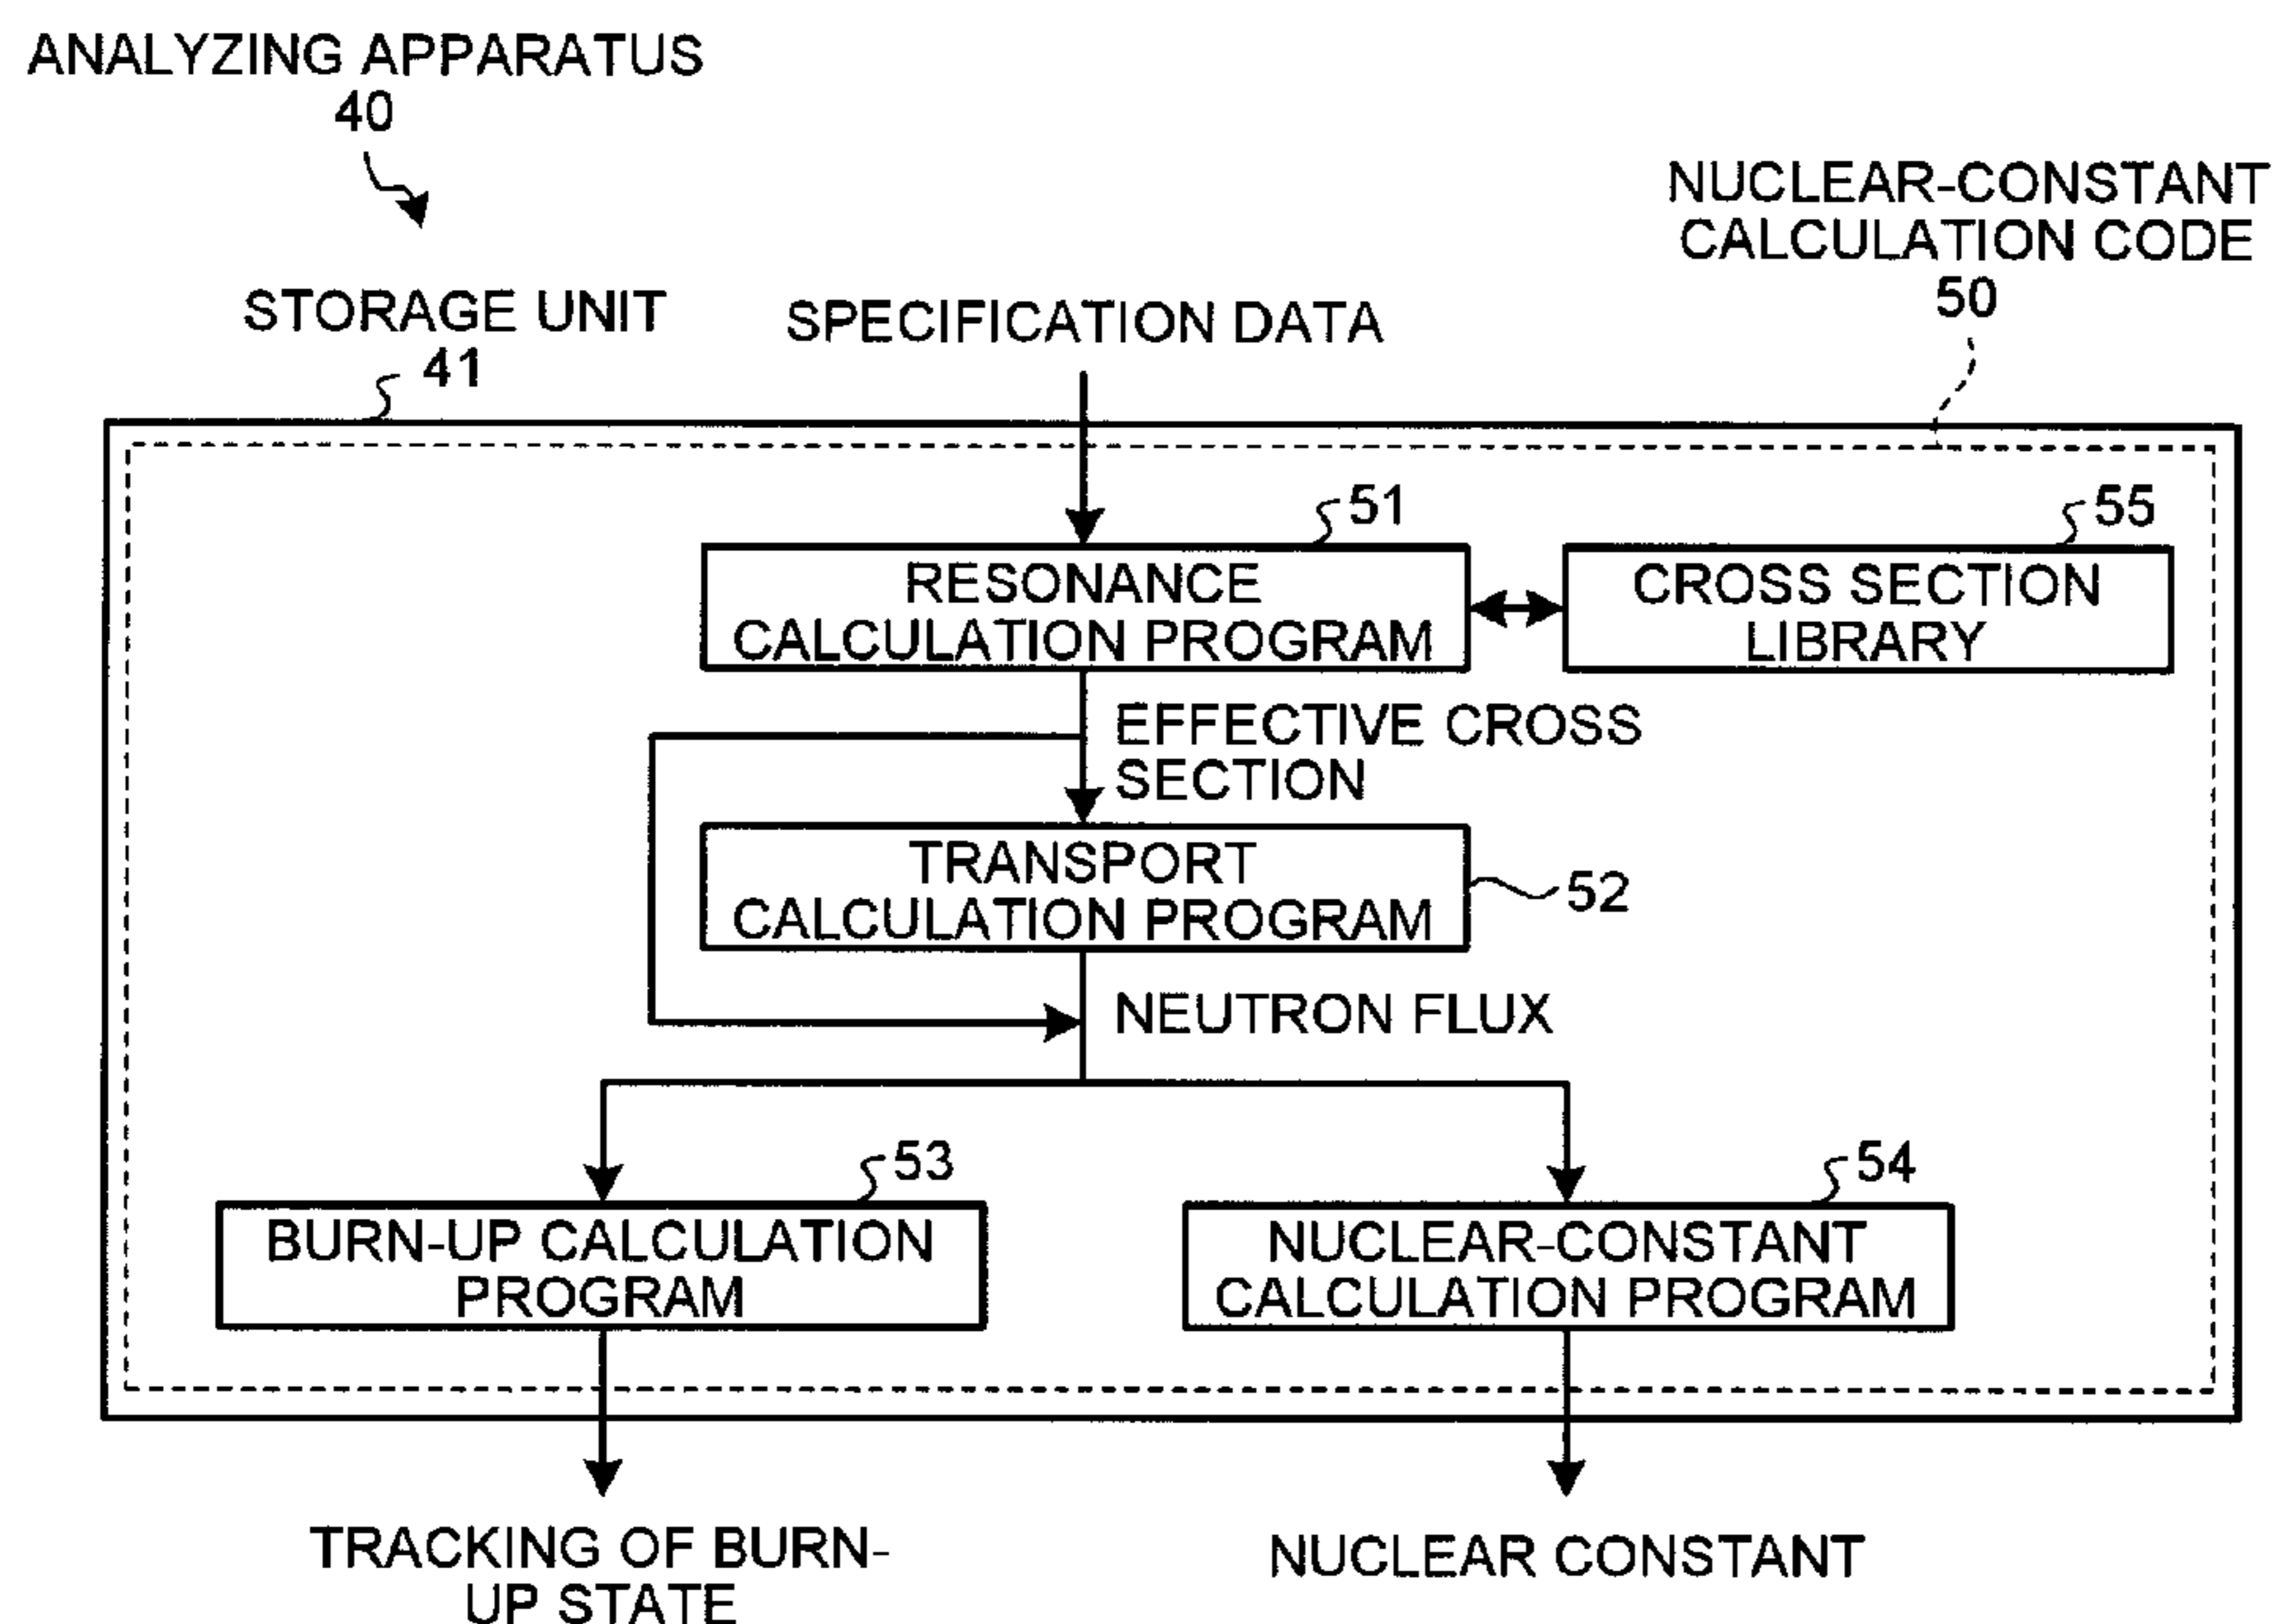 ANALYZING APPARATUS
40
NUCLEAR-CONSTANT
CALCULATION CODE
50
STORAGE UNIT
41
SPECIFICATION DATA
51
RESONANCE
CALCULATION PROGRAM
55
CROSS SECTION
LIBRARY
EFFECTIVE CROSS
SECTION
TRANSPORT
CALCULATION PROGRAM
52
NEUTRON FLUX
53
BURN-UP CALCULATION
PROGRAM
54
NUCLEAR-CONSTANT
CALCULATION PROGRAM
TRACKING OF BURN-
UP STATE
NUCLEAR CONSTANT